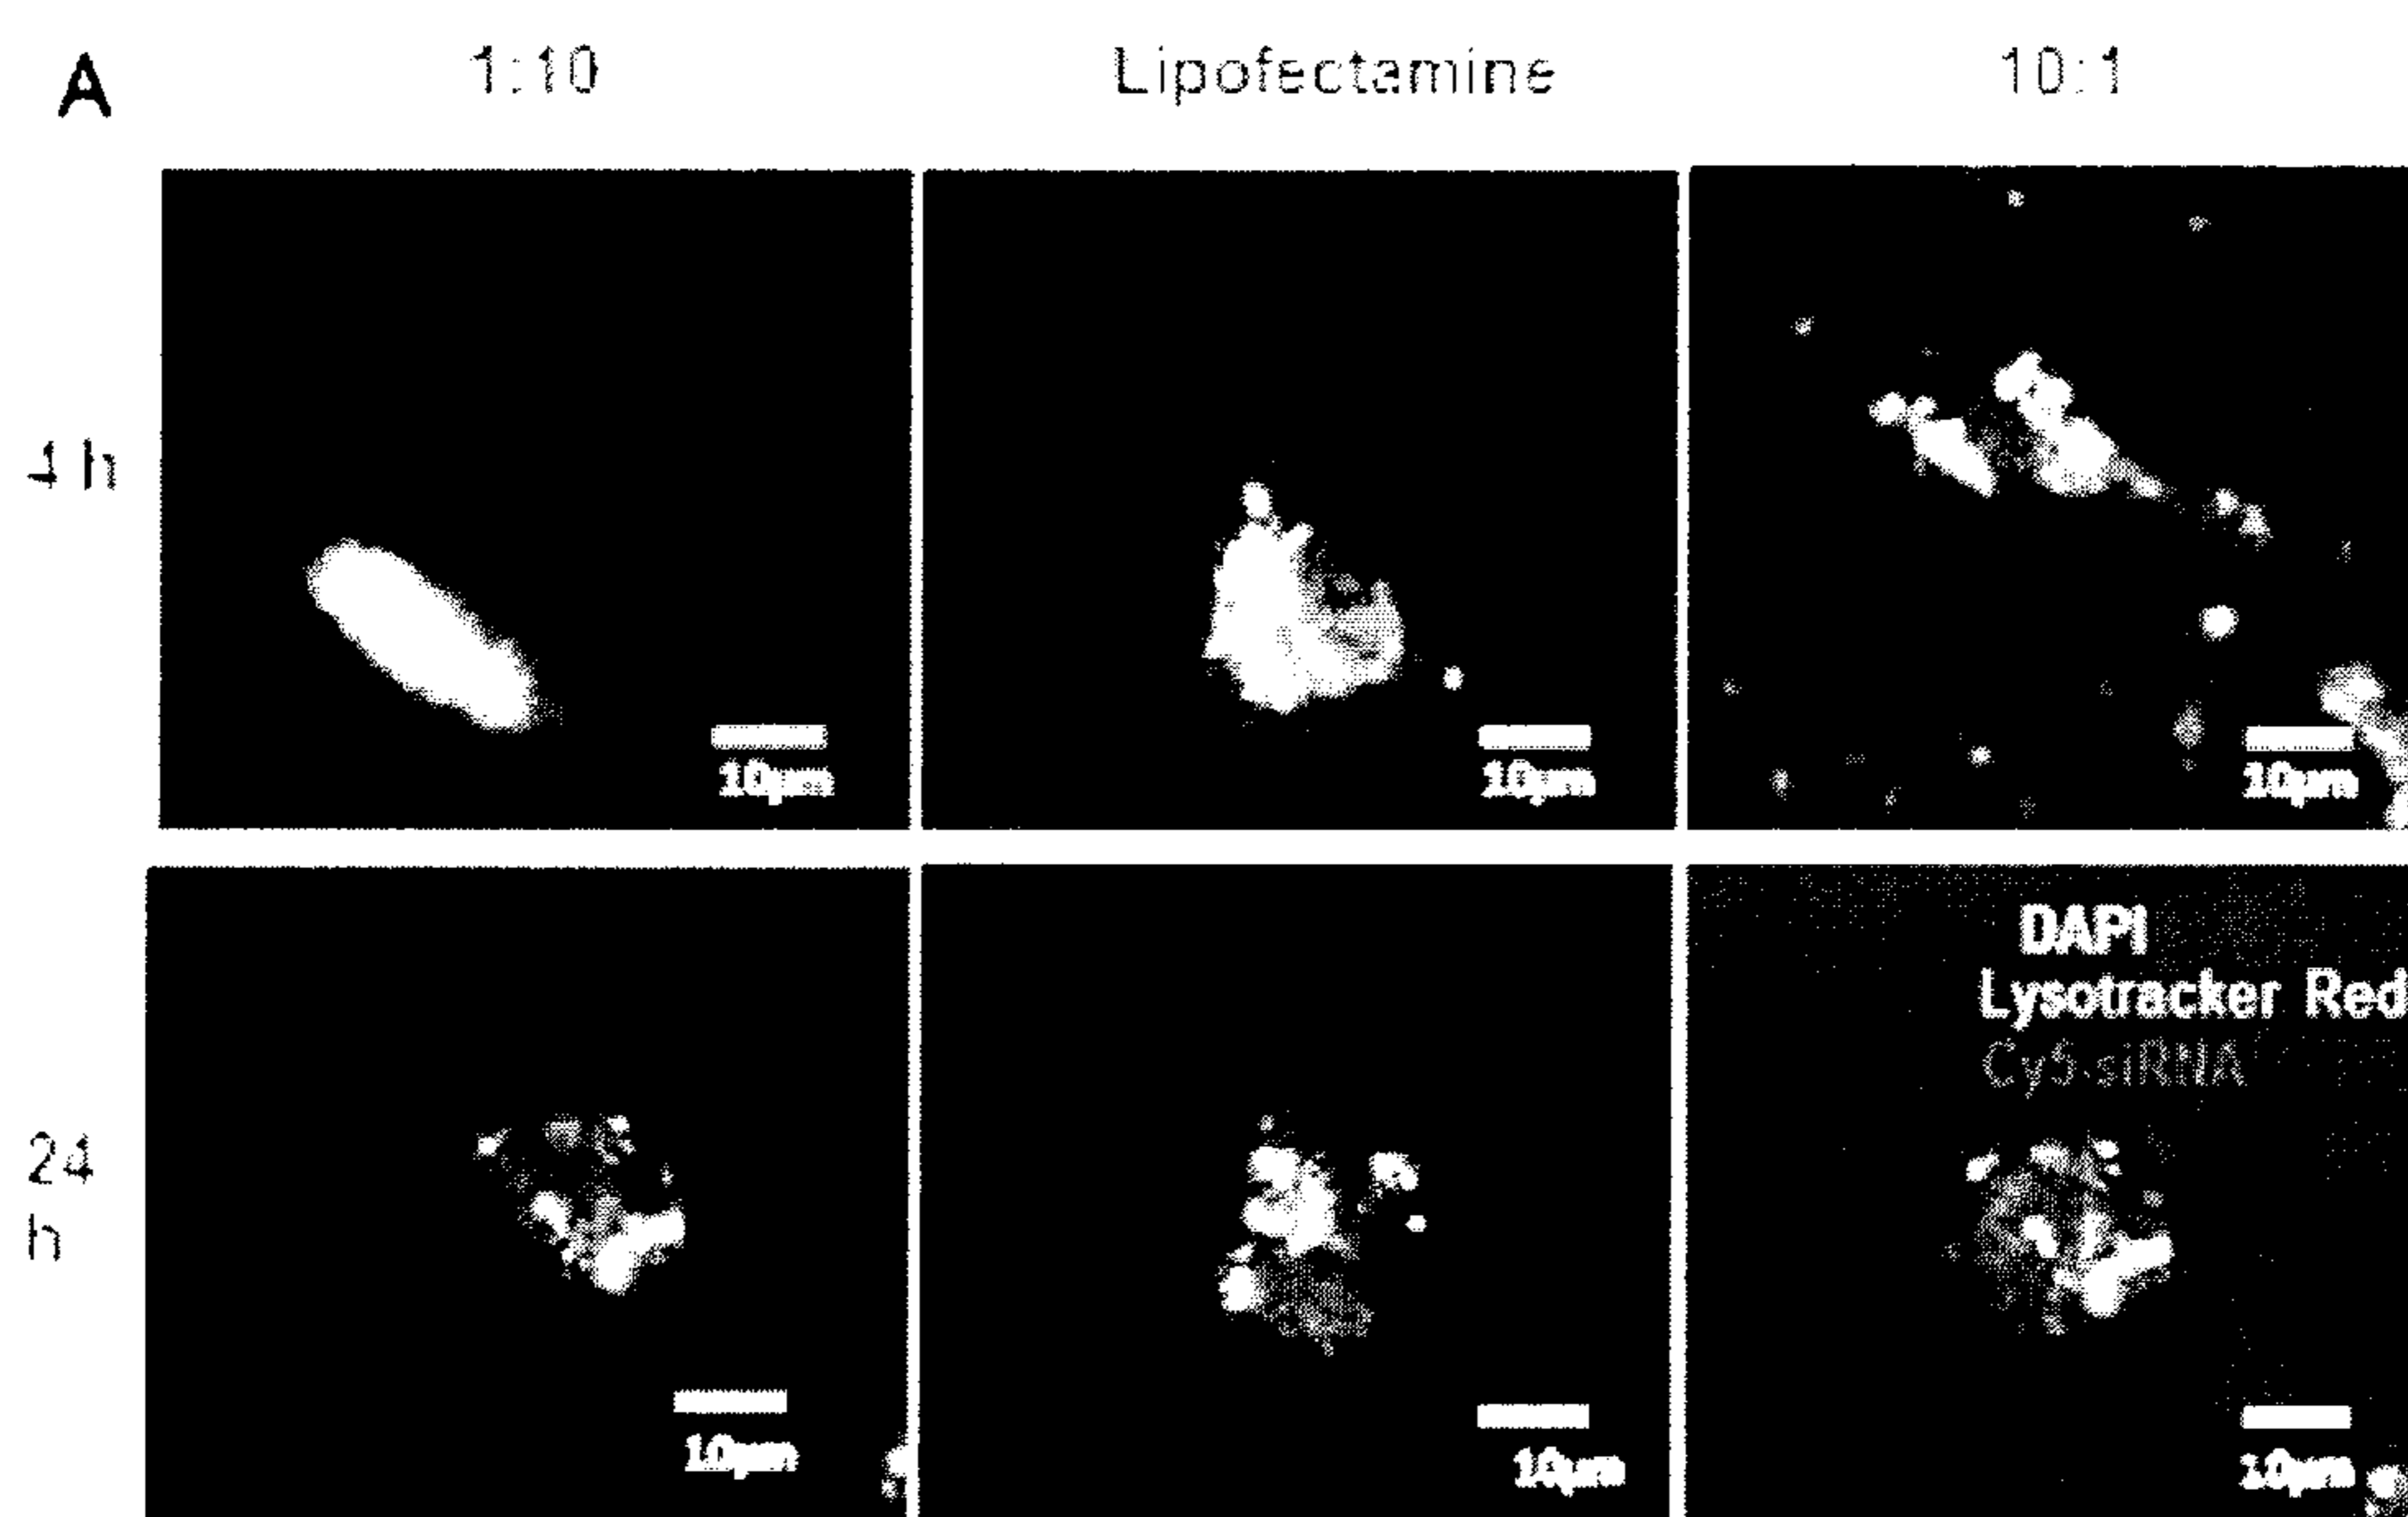 A 1:10 Lipofectamine 10:1
4 h
10µm 10µm 10µm
DAPI
Lysotracker Red
Cy5 siRNA
24
h
10µm 10µm 10µm